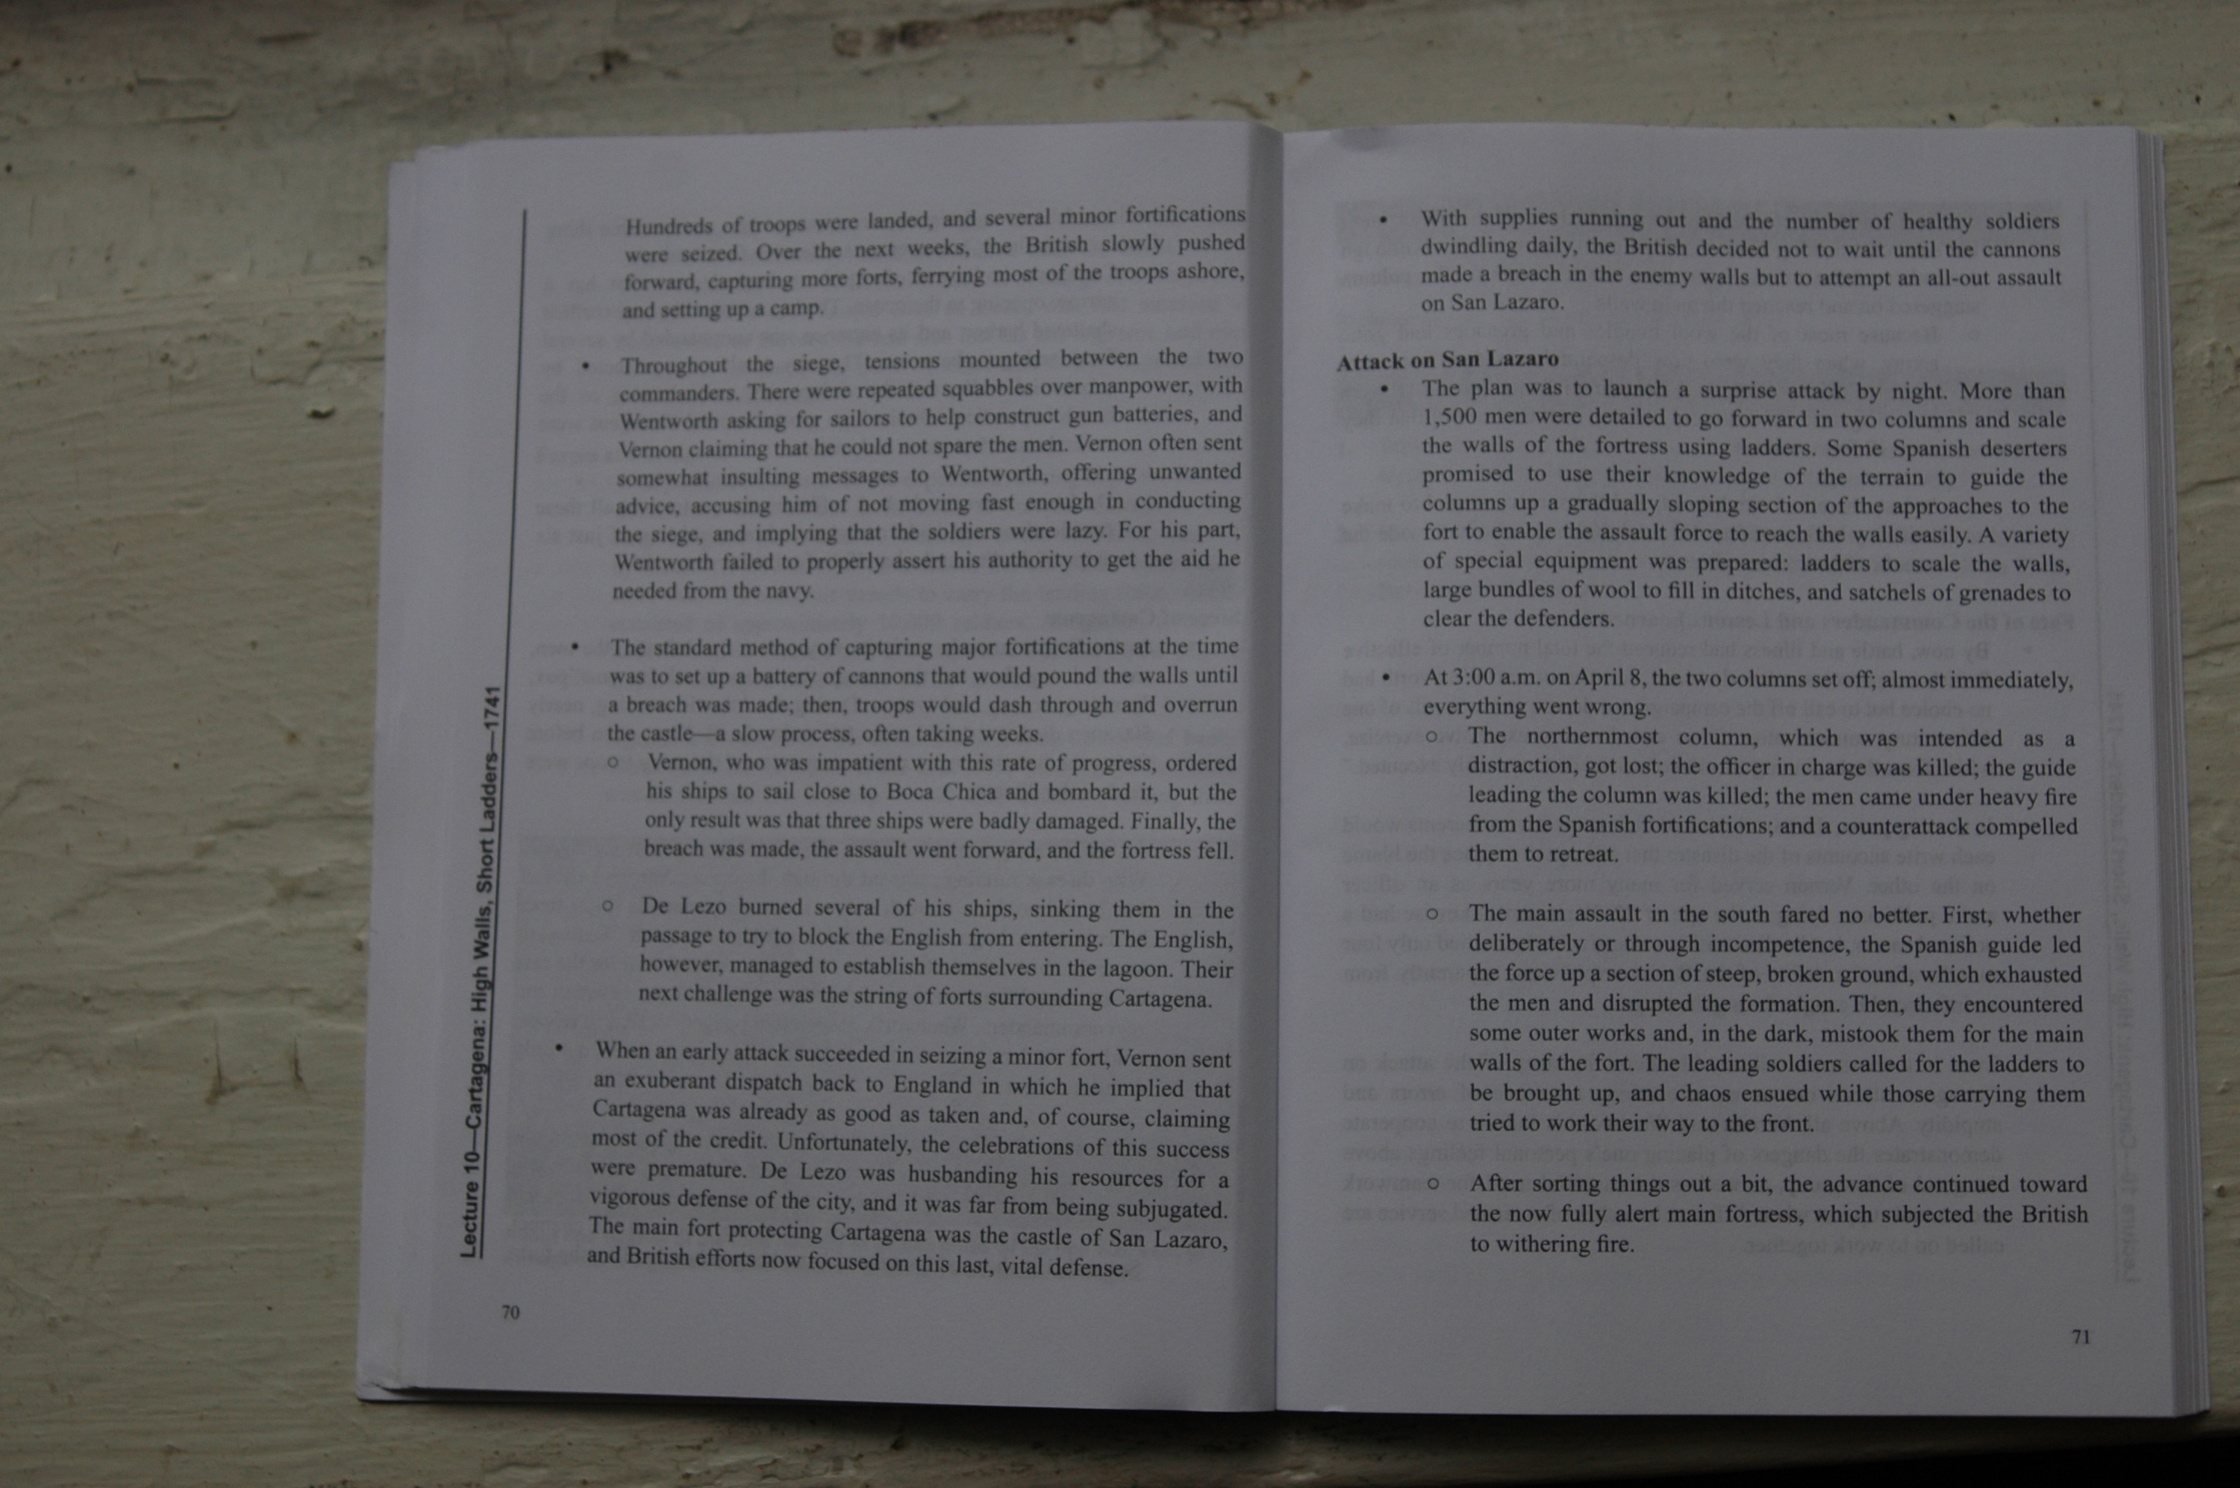 Hundreds of troops were landed, and several minor fortifications
were seized. Over the next weeks, the British slowly pushed
forward, capturing more forts, ferrying most of the troops ashore,
and setting up a camp.
• Throughout the siege, tensions mounted between the two
commanders. There were repeated squabbles over manpower, with
Wentworth asking for sailors to help construct gun batteries, and
Vernon claiming that he could not spare the men. Vernon often sent
somewhat insulting messages to Wentworth, offering unwanted
advice, accusing him of not moving fast enough in conducting
the siege, and implying that the soldiers were lazy. For his part,
Wentworth failed to properly assert his authority to get the aid he
needed from the navy.
• The standard method of capturing major fortifications at the time
was to set up a battery of cannons that would pound the walls until
a breach was made; then, troops would dash through and overrun
the castle—a slow process, often taking weeks.
○ Vernon, who was impatient with this rate of progress, ordered
his ships to sail close to Boca Chica and bombard it, but the
only result was that three ships were badly damaged. Finally, the
breach was made, the assault went forward, and the fortress fell.
○ De Lezo burned several of his ships, sinking them in the
passage to try to block the English from entering. The English,
however, managed to establish themselves in the lagoon. Their
next challenge was the string of forts surrounding Cartagena.
• When an early attack succeeded in seizing a minor fort, Vernon sent
an exuberant dispatch back to England in which he implied that
Cartagena was already as good as taken and, of course, claiming
most of the credit. Unfortunately, the celebrations of this success
were premature. De Lezo was husbanding his resources for a
vigorous defense of the city, and it was far from being subjugated.
The main fort protecting Cartagena was the castle of San Lazaro,
and British efforts now focused on this last, vital defense.
Lecture 10—Cartagena: High Walls, Short Ladders—1741
70
• With supplies running out and the number of healthy soldiers
dwindling daily, the British decided not to wait until the cannons
made a breach in the enemy walls but to attempt an all-out assault
on San Lazaro.
Attack on San Lazaro
• The plan was to launch a surprise attack by night. More than
1,500 men were detailed to go forward in two columns and scale
the walls of the fortress using ladders. Some Spanish deserters
promised to use their knowledge of the terrain to guide the
columns up a gradually sloping section of the approaches to the
fort to enable the assault force to reach the walls easily. A variety
of special equipment was prepared: ladders to scale the walls,
large bundles of wool to fill in ditches, and satchels of grenades to
clear the defenders.
• At 3:00 a.m. on April 8, the two columns set off; almost immediately,
everything went wrong.
○ The northernmost column, which was intended as a
distraction, got lost; the officer in charge was killed; the guide
leading the column was killed; the men came under heavy fire
from the Spanish fortifications; and a counterattack compelled
them to retreat.
○ The main assault in the south fared no better. First, whether
deliberately or through incompetence, the Spanish guide led
the force up a section of steep, broken ground, which exhausted
the men and disrupted the formation. Then, they encountered
some outer works and, in the dark, mistook them for the main
walls of the fort. The leading soldiers called for the ladders to
be brought up, and chaos ensued while those carrying them
tried to work their way to the front.
○ After sorting things out a bit, the advance continued toward
the now fully alert main fortress, which subjected the British
to withering fire.
71